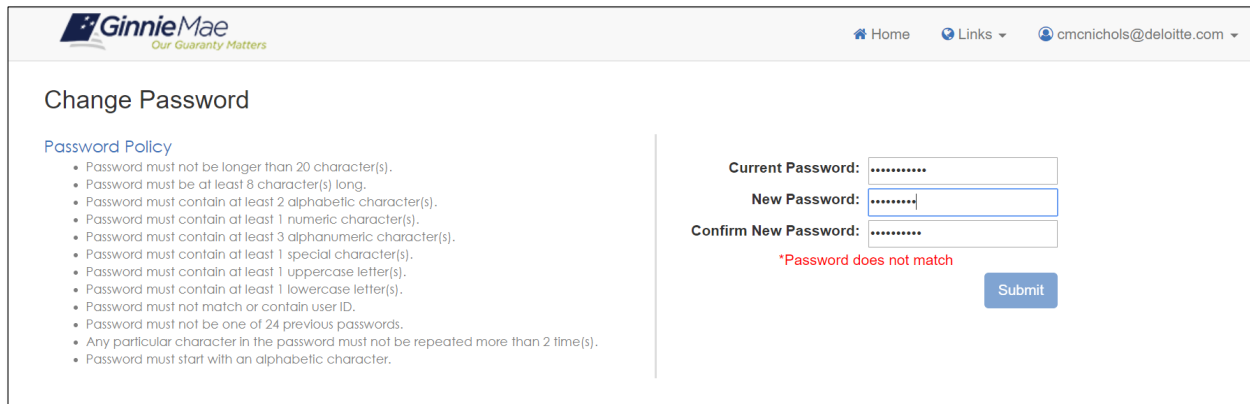 GinnieMae
Our Guaranty Matters
Home Links cmcnichols@deloitte.com
Change Password
Password Policy
• Password must not be longer than 20 character(s).
• Password must be at least 8 character(s) long.
• Password must contain at least 2 alphabetic character(s).
• Password must contain at least 1 numeric character(s).
• Password must contain at least 3 alphanumeric character(s).
• Password must contain at least 1 special character(s).
• Password must contain at least 1 uppercase letter(s).
• Password must contain at least 1 lowercase letter(s).
• Password must not match or contain user ID.
• Password must not be one of 24 previous passwords.
• Any particular character in the password must not be repeated more than 2 time(s).
• Password must start with an alphabetic character.
Current Password: •••••••••••
New Password: •••••••••
Confirm New Password: ••••••••••
*Password does not match
Submit